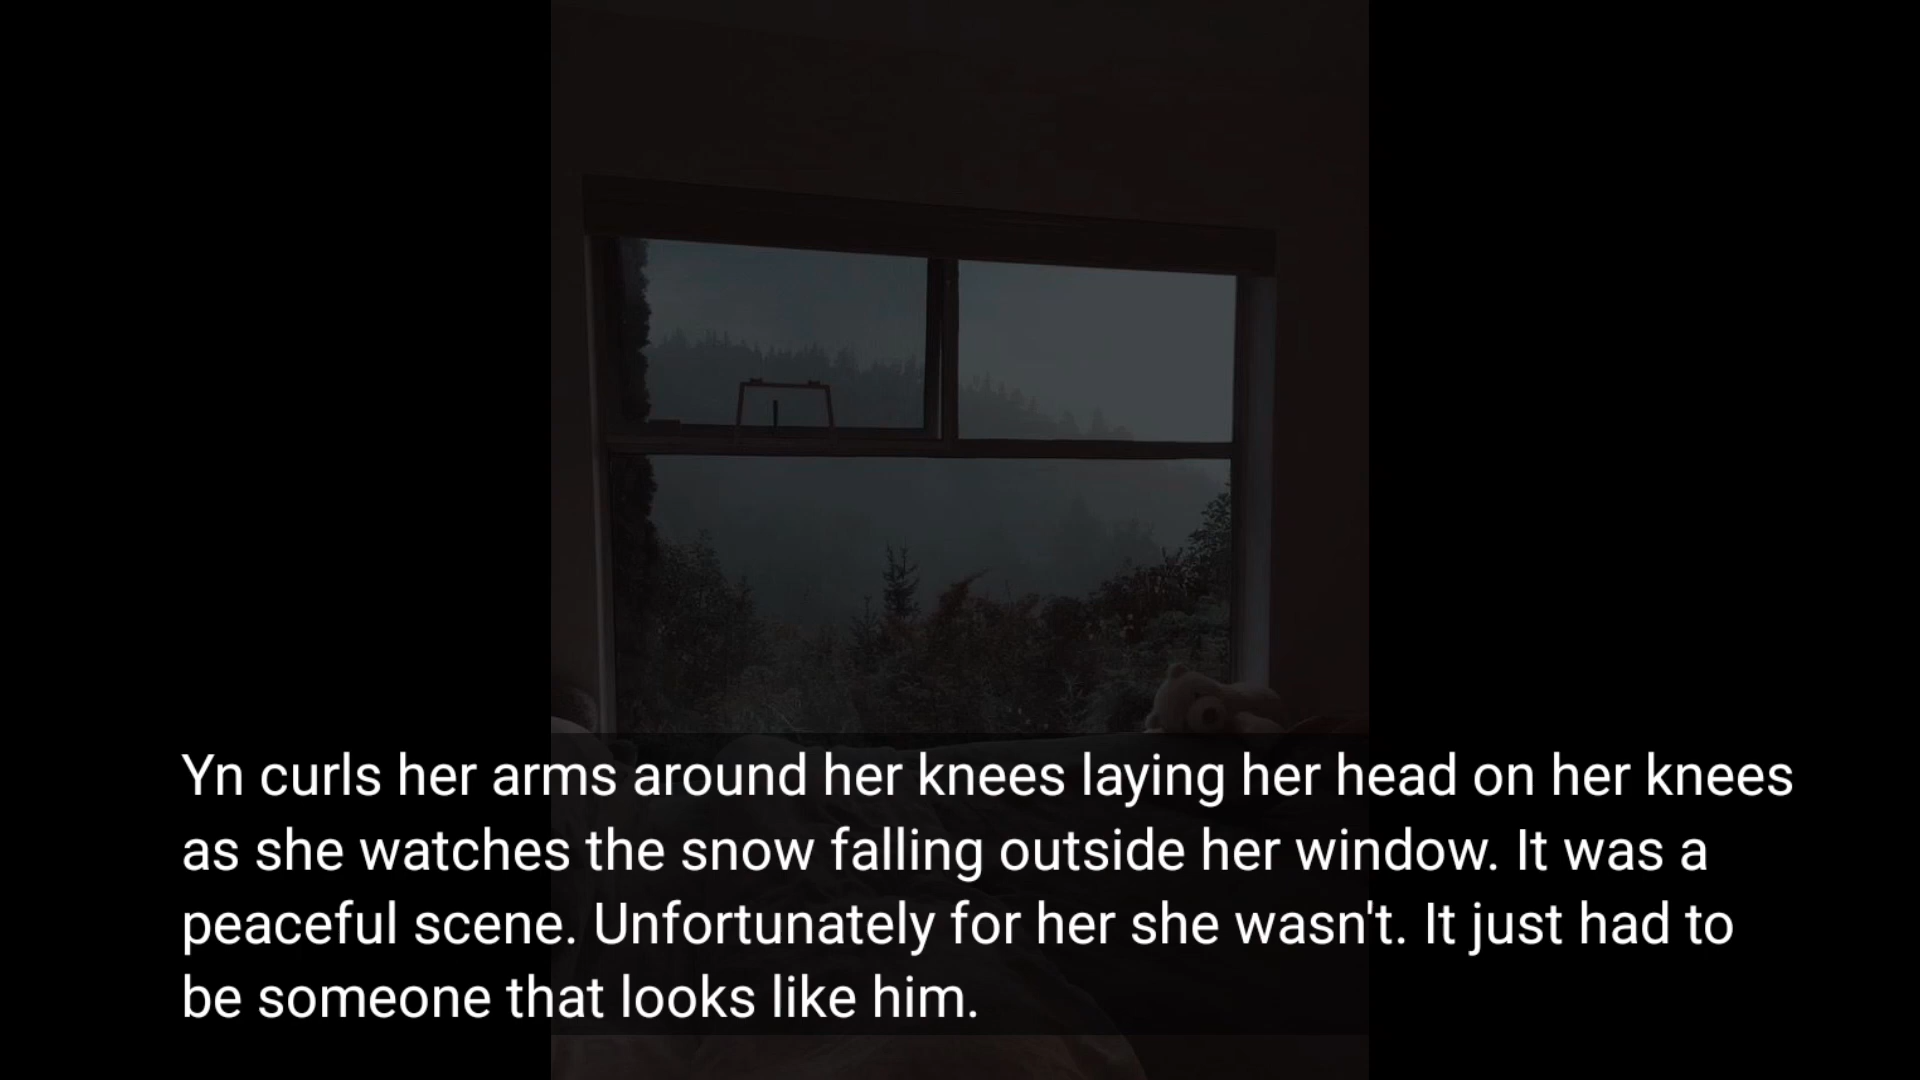 Yn curls her arms around her knees laying her head on her knees
as she watches the snow falling outside her window. It was a
peaceful scene. Unfortunately for her she wasn't. It just had to
be someone that looks like him.